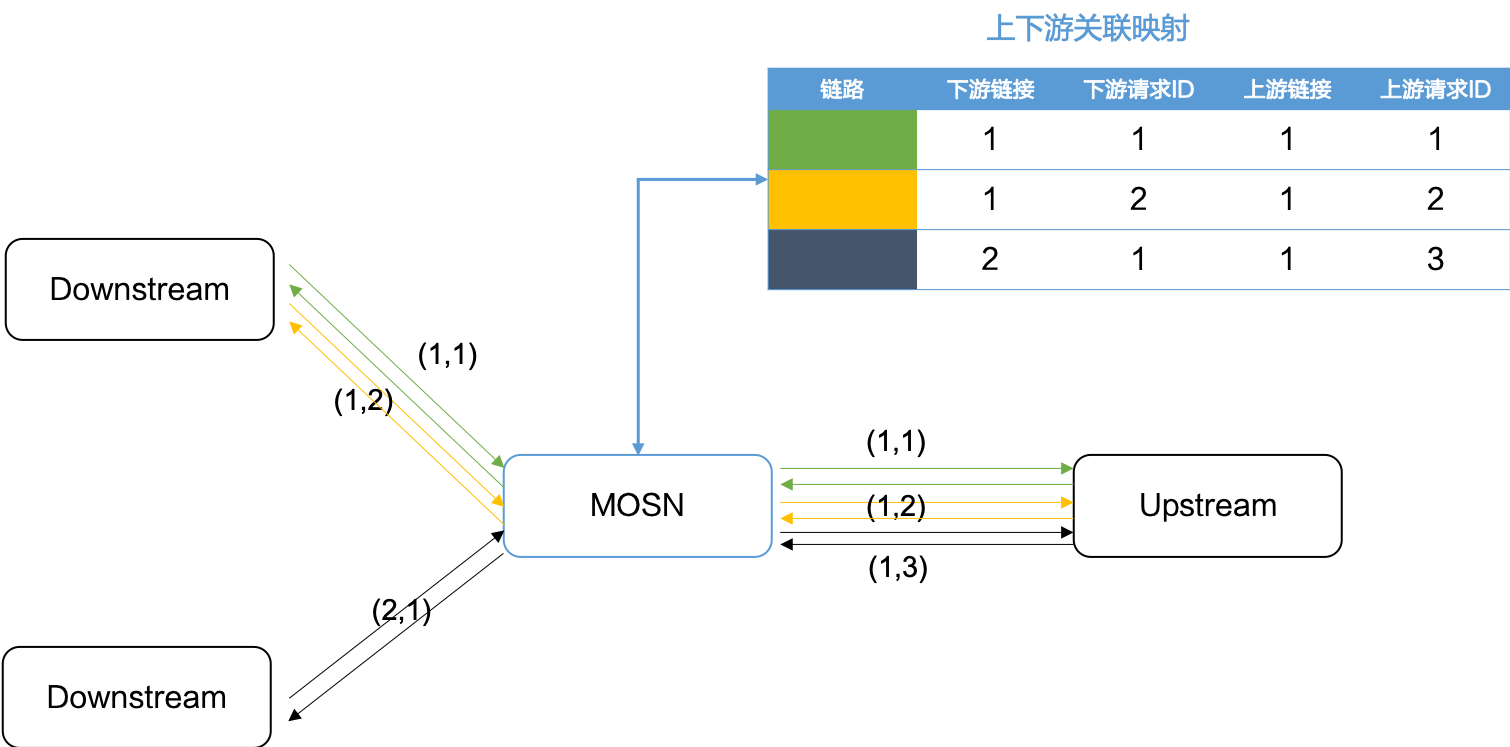 上下游关联映射
链路 下游链接 下游请求ID 上游链接 上游请求ID
1 1 1 1
1 2 1 2
2 1 1 3
Downstream
(1,1)
(1,2)
(1,1)
MOSN
(1,2)
Upstream
(1,3)
(2,1)
Downstream